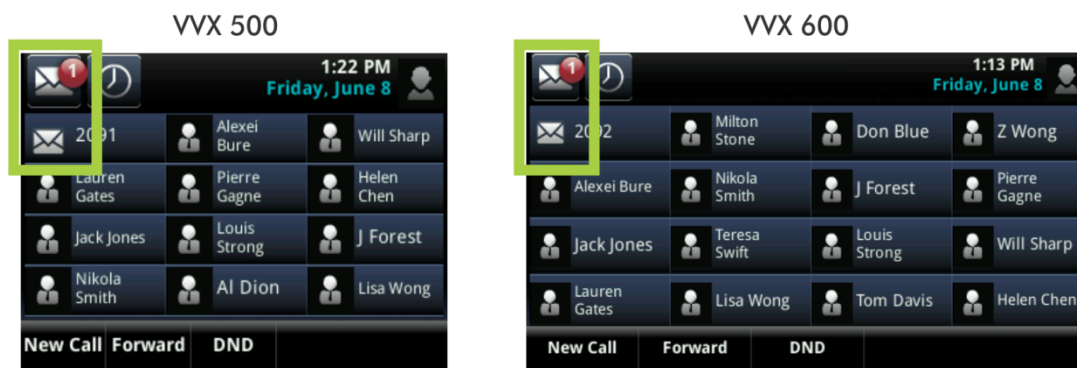 VVX 500
1
1:22 PM
Friday, June 8
2091
Alexei
Bure
Will Sharp
Lauren
Gates
Pierre
Gagne
Helen
Chen
Jack Jones
Louis
Strong
J Forest
Nikola
Smith
Al Dion
Lisa Wong
New Call Forward DND
VVX 600
1
1:13 PM
Friday, June 8
2092
Milton
Stone
Don Blue
Z Wong
Alexei Bure
Nikola
Smith
J Forest
Pierre
Gagne
Jack Jones
Teresa
Swift
Louis
Strong
Will Sharp
Lauren
Gates
Lisa Wong
Tom Davis
Helen Chen
New Call Forward DND